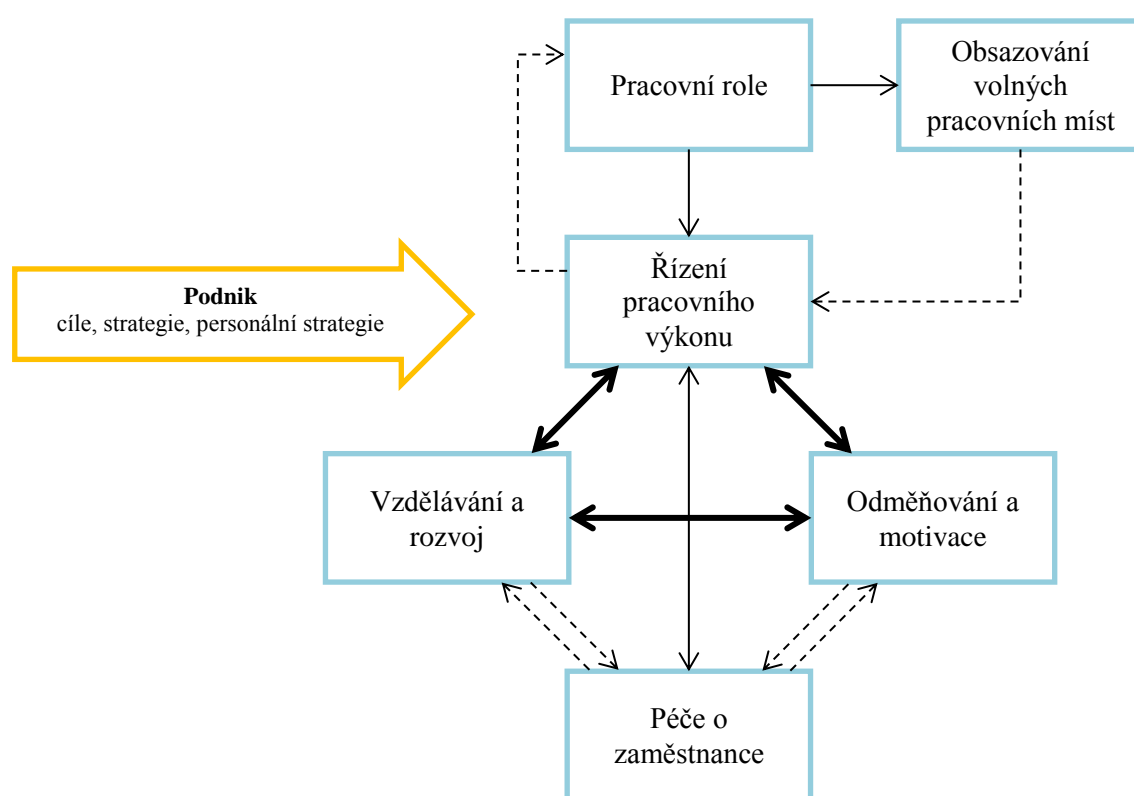 Pracovní role
Obsazování
volných
pracovních míst
Řízení
pracovního
výkonu
Podnik
cíle, strategie, personální strategie
Vzdělávání a
rozvoj
Odměňování a
motivace
Péče o
zaměstnance